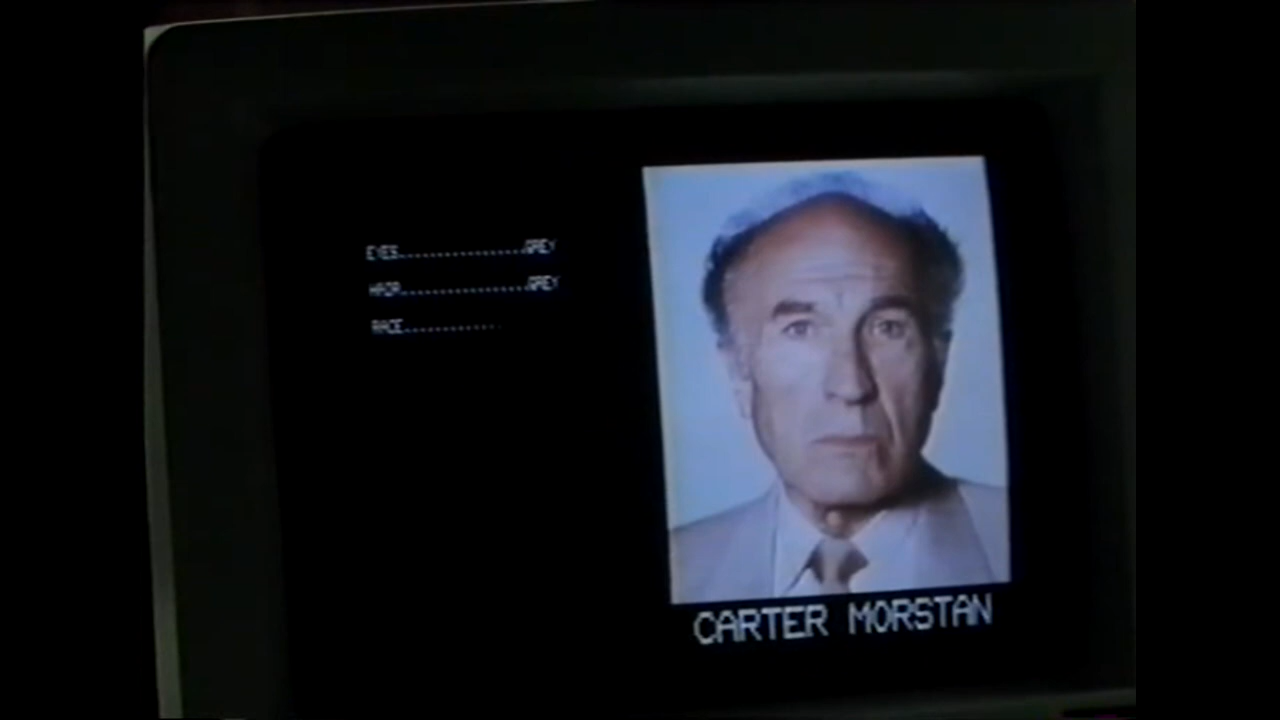 EYES.................GREY
HAIR.................GREY
RACE.............
CARTER MORSTAN